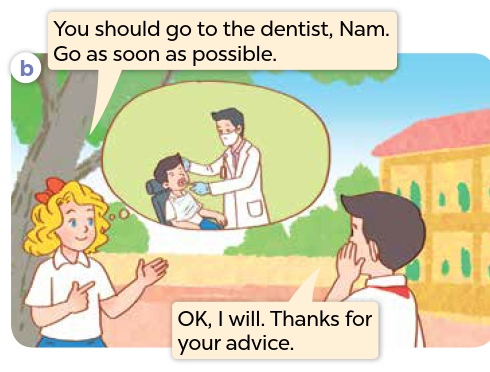 You should go to the dentist, Nam.
Go as soon as possible.
b
OK, I will. Thanks for
your advice.